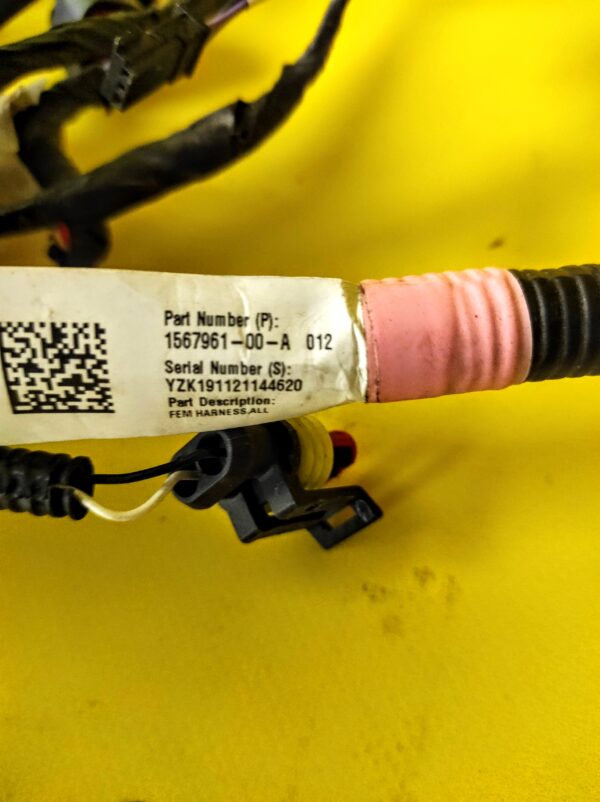 Part Number (P):
1567961-00-A 012
Serial Number (S):
YZK191121144620
Part Description:
FEM HARNESS,ALL